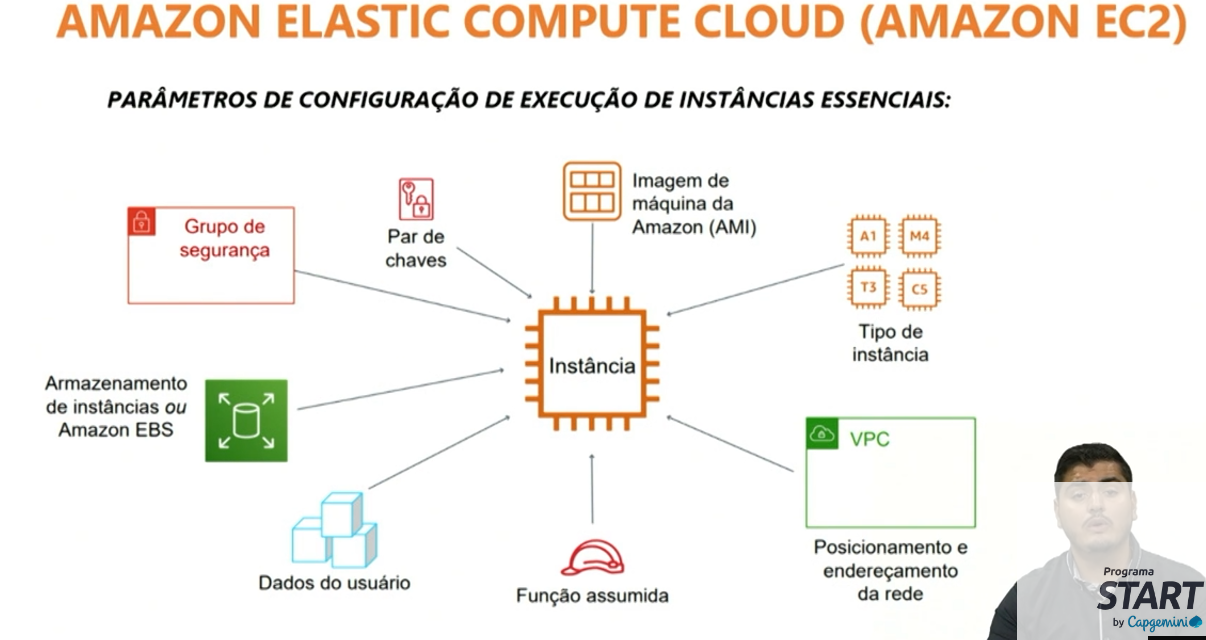 AMAZON ELASTIC COMPUTE CLOUD (AMAZON EC2)
PARÂMETROS DE CONFIGURAÇÃO DE EXECUÇÃO DE INSTÂNCIAS ESSENCIAIS:
Grupo de
segurança
Par de
chaves
Imagem de
máquina da
Amazon (AMI)
A1
M4
T3
C5
Tipo de
instância
Instância
Armazenamento
de instâncias ou
Amazon EBS
VPC
Posicionamento e
endereçamento
da rede
Dados do usuário
Função assumida
Programa
START
by Capgemini